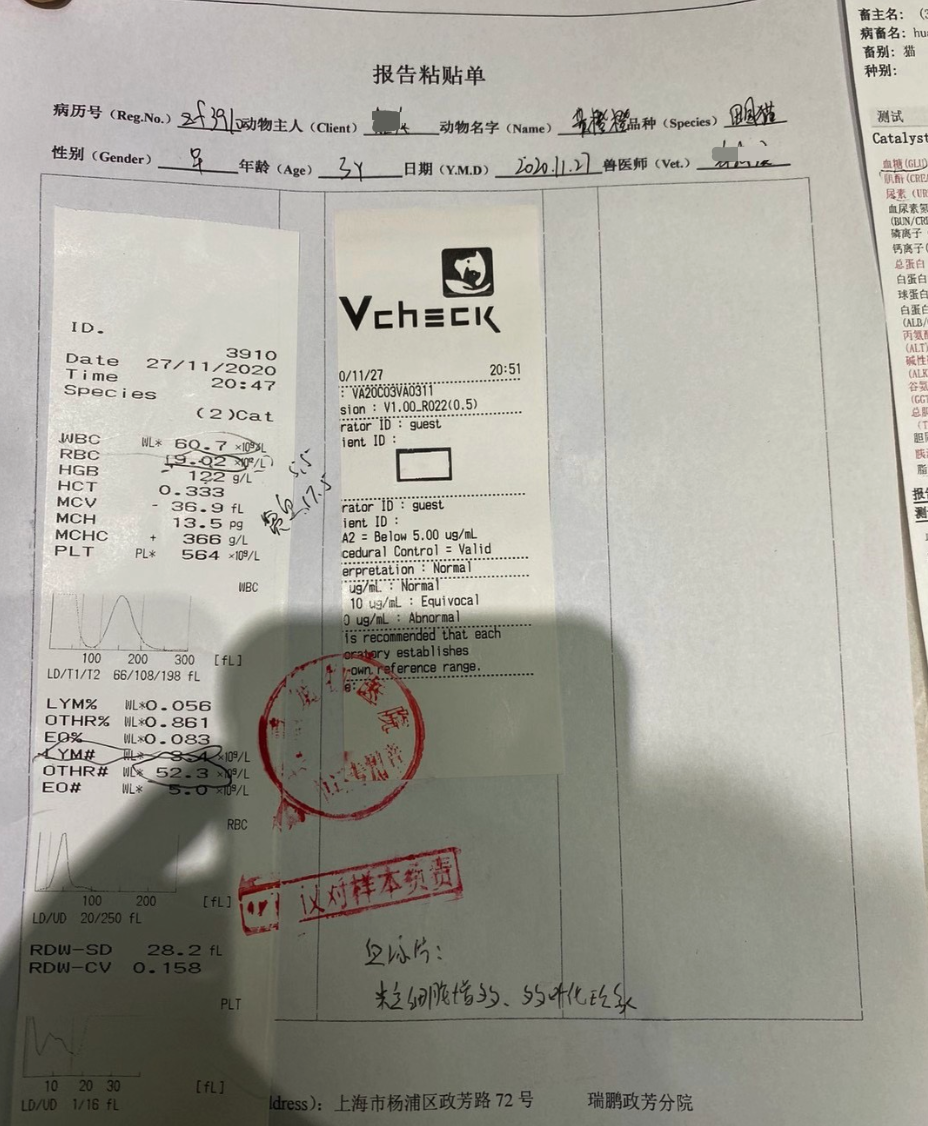 报告粘贴单
病历号（Reg.No.） zf3910 动物主人（Client） 动物名字（Name） 橙橙 品种（Species） 田园猫
性别（Gender） 年龄（Age） 3Y 日期（Y.M.D） 2020.11.27 兽医师（Vet.）
ID.
3910
Date 27/11/2020
Time 20:47
Species
(2)Cat
WBC WL* 60.7 ×10⁹/L
RBC 9.02 ×10¹²/L
HGB - 122 g/L
HCT 0.333
MCV - 36.9 fL
MCH 13.5 pg
MCHC + 366 g/L
PLT PL* 564 ×10⁹/L
5.5
17.5
WBC
100 200 300 [fL]
LD/T1/T2 66/108/198 fL
LYM% WL*0.056
OTHR% WL*0.861
EO% WL*0.083
LYM# WL* 3.4 ×10⁹/L
OTHR# WL* 52.3 ×10⁹/L
EO# WL* 5.0 ×10⁹/L
RBC
100 200 [fL]
LD/UD 20/250 fL
RDW-SD 28.2 fL
RDW-CV 0.158
PLT
10 20 30 [fL]
LD/UD 1/16 fL
Vcheck
0/11/27 20:51
: VA20C03VA0311
sion : V1.00_R022(0.5)
rator ID : guest
ient ID :
rator ID : guest
ient ID :
A2 = Below 5.00 ug/mL
cedural Control = Valid
erpretation : Normal
ug/mL : Normal
10 ug/mL : Equivocal
0 ug/mL : Abnormal
is recommended that each
oratory establishes
own reference range.
e:
仅对样本负责
血涂片：
粒细胞增多、
dress）：上海市杨浦区政芳路 72 号 瑞鹏政芳分院
畜主名：
病畜名：hu
畜别：猫
种别：
测试
Catalyst
血糖(GLU
肌酐(CRE
尿素（UR
血尿素氮
(BUN/CRE
磷离子
钙离子(
总蛋白
白蛋白
球蛋白
白蛋白
(ALB/
丙氨酸
(ALT)
碱性
(ALK
谷氨
(GGT
总胆
(T
胆
胰
脂
报
测